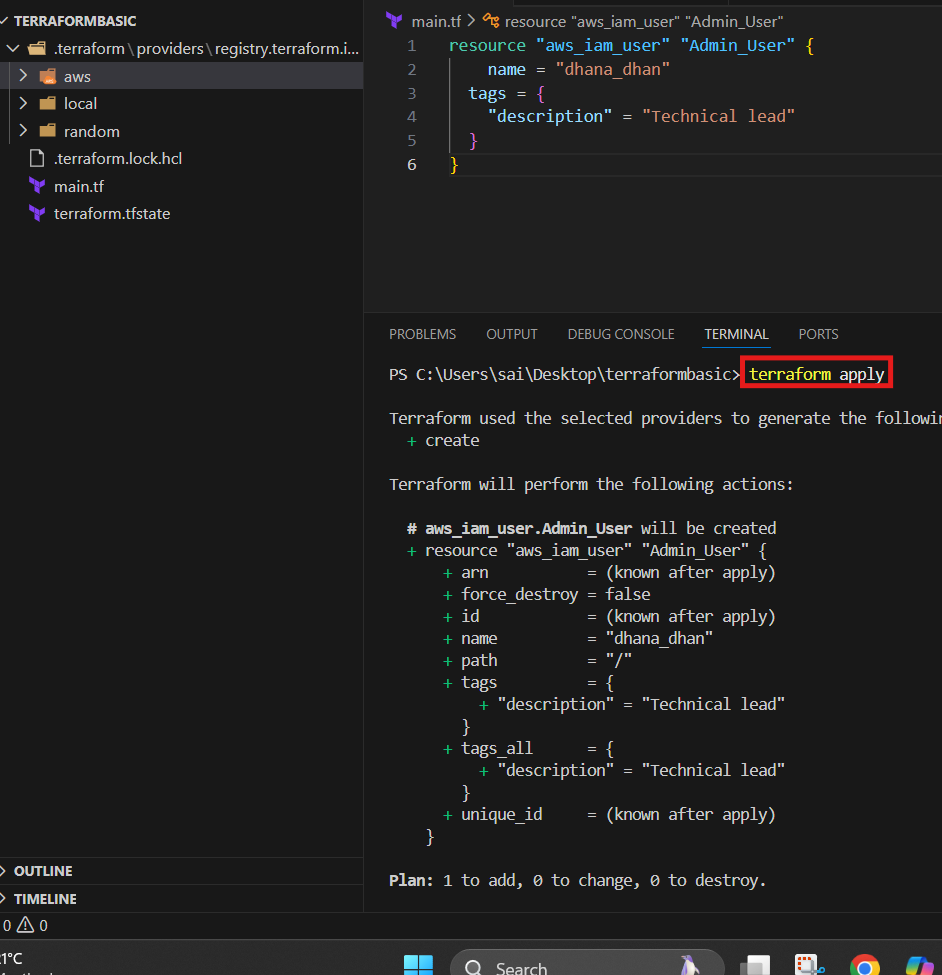 TERRAFORMBASIC
.terraform\providers\registry.terraform.i...
aws
local
random
.terraform.lock.hcl
main.tf
terraform.tfstate
OUTLINE
TIMELINE
0 0
main.tf > resource "aws_iam_user" "Admin_User"
1 resource "aws_iam_user" "Admin_User" {
2 name = "dhana_dhan"
3 tags = {
4 "description" = "Technical lead"
5 }
6 }
PROBLEMS OUTPUT DEBUG CONSOLE TERMINAL PORTS
PS C:\Users\sai\Desktop\terraformbasic> terraform apply
Terraform used the selected providers to generate the followin
+ create
Terraform will perform the following actions:
# aws_iam_user.Admin_User will be created
+ resource "aws_iam_user" "Admin_User" {
+ arn = (known after apply)
+ force_destroy = false
+ id = (known after apply)
+ name = "dhana_dhan"
+ path = "/"
+ tags = {
+ "description" = "Technical lead"
}
+ tags_all = {
+ "description" = "Technical lead"
}
+ unique_id = (known after apply)
}
Plan: 1 to add, 0 to change, 0 to destroy.
1°C
Search